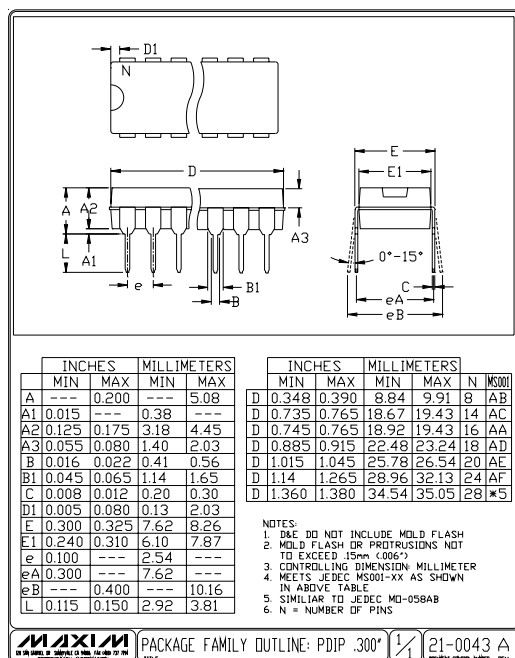 D1
N
D
E
E1
A
A2
A3
L
A1
0°-15°
e
B1
B
C
eA
eB
INCHES MILLIMETERS
MIN MAX MIN MAX
A --- 0.200 --- 5.08
A1 0.015 --- 0.38 ---
A2 0.125 0.175 3.18 4.45
A3 0.055 0.080 1.40 2.03
B 0.016 0.022 0.41 0.56
B1 0.045 0.065 1.14 1.65
C 0.008 0.012 0.20 0.30
D1 0.005 0.080 0.13 2.03
E 0.300 0.325 7.62 8.26
E1 0.240 0.310 6.10 7.87
e 0.100 --- 2.54 ---
eA 0.300 --- 7.62 ---
eB --- 0.400 --- 10.16
L 0.115 0.150 2.92 3.81
INCHES MILLIMETERS
MIN MAX MIN MAX N MS001
D 0.348 0.390 8.84 9.91 8 AB
D 0.735 0.765 18.67 19.43 14 AC
D 0.745 0.765 18.92 19.43 16 AA
D 0.885 0.915 22.48 23.24 18 AD
D 1.015 1.045 25.78 26.54 20 AE
D 1.14 1.265 28.96 32.13 24 AF
D 1.360 1.380 34.54 35.05 28 *5
NOTES:
1. D&E DO NOT INCLUDE MOLD FLASH
2. MOLD FLASH OR PROTRUSIONS NOT
TO EXCEED .15mm (.006")
3. CONTROLLING DIMENSION: MILLIMETER
4. MEETS JEDEC MS001-XX AS SHOWN
IN ABOVE TABLE
5. SIMILIAR TO JEDEC MO-058AB
6. N = NUMBER OF PINS
MAXIM
PACKAGE FAMILY OUTLINE: PDIP .300"
1/1
21-0043 A